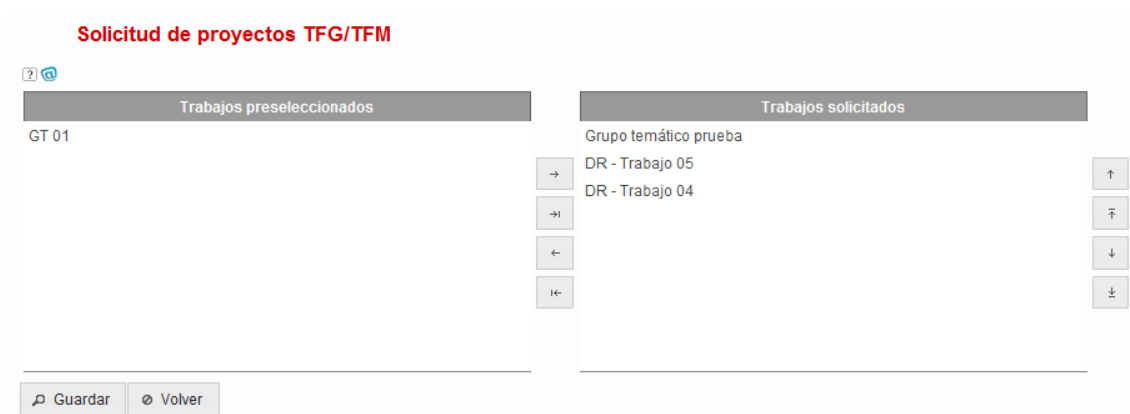 Solicitud de proyectos TFG/TFM
?
@
Trabajos preseleccionados
GT 01
Trabajos solicitados
Grupo temático prueba
DR - Trabajo 05
DR - Trabajo 04
Guardar
Volver